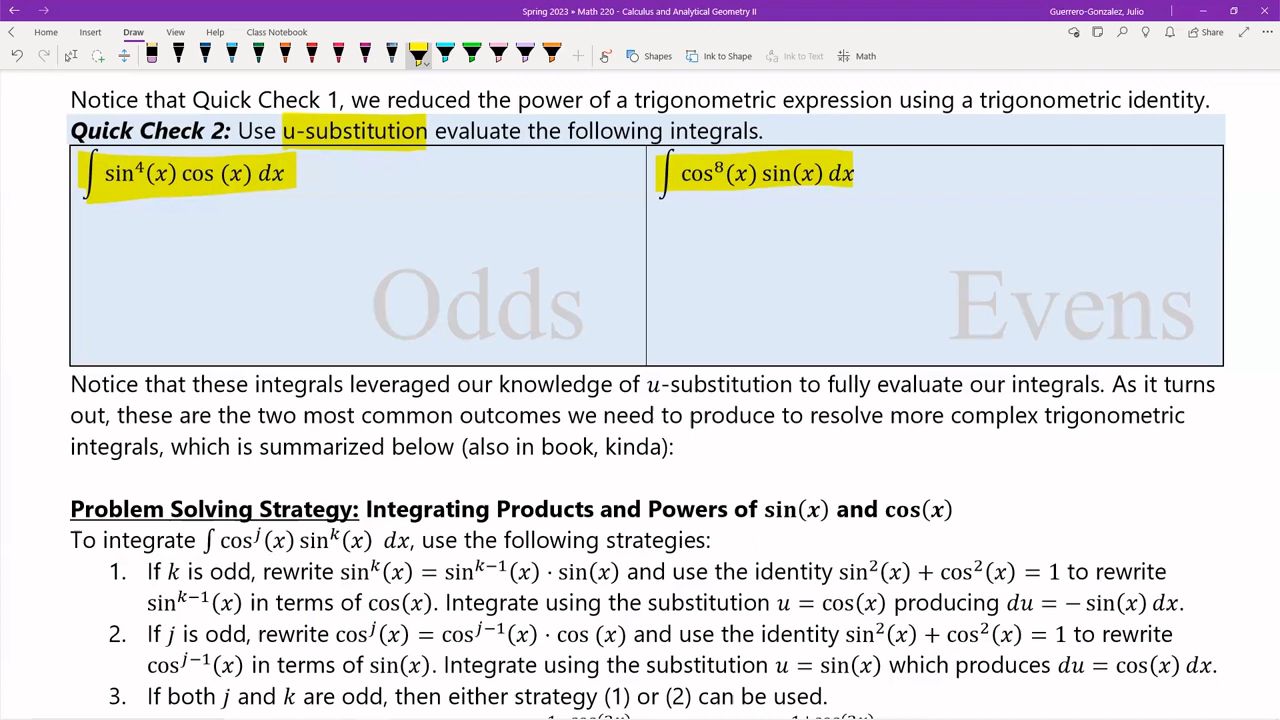 Spring 2023 » Math 220 - Calculus and Analytical Geometry II
Guerrero-Gonzalez, Julio
Home Insert Draw View Help Class Notebook
Share
Shapes Ink to Shape Ink to Text Math
Notice that Quick Check 1, we reduced the power of a trigonometric expression using a trigonometric identity.
Quick Check 2: Use u-substitution evaluate the following integrals.
∫ sin⁴(x) cos (x) dx
∫ cos⁸(x) sin(x) dx
Odds
Evens
Notice that these integrals leveraged our knowledge of u-substitution to fully evaluate our integrals. As it turns
out, these are the two most common outcomes we need to produce to resolve more complex trigonometric
integrals, which is summarized below (also in book, kinda):
Problem Solving Strategy: Integrating Products and Powers of sin(x) and cos(x)
To integrate ∫ cosʲ(x) sinᵏ(x) dx, use the following strategies:
1. If k is odd, rewrite sinᵏ(x) = sinᵏ⁻¹(x) · sin(x) and use the identity sin²(x) + cos²(x) = 1 to rewrite
sinᵏ⁻¹(x) in terms of cos(x). Integrate using the substitution u = cos(x) producing du = − sin(x) dx.
2. If j is odd, rewrite cosʲ(x) = cosʲ⁻¹(x) · cos (x) and use the identity sin²(x) + cos²(x) = 1 to rewrite
cosʲ⁻¹(x) in terms of sin(x). Integrate using the substitution u = sin(x) which produces du = cos(x) dx.
3. If both j and k are odd, then either strategy (1) or (2) can be used.